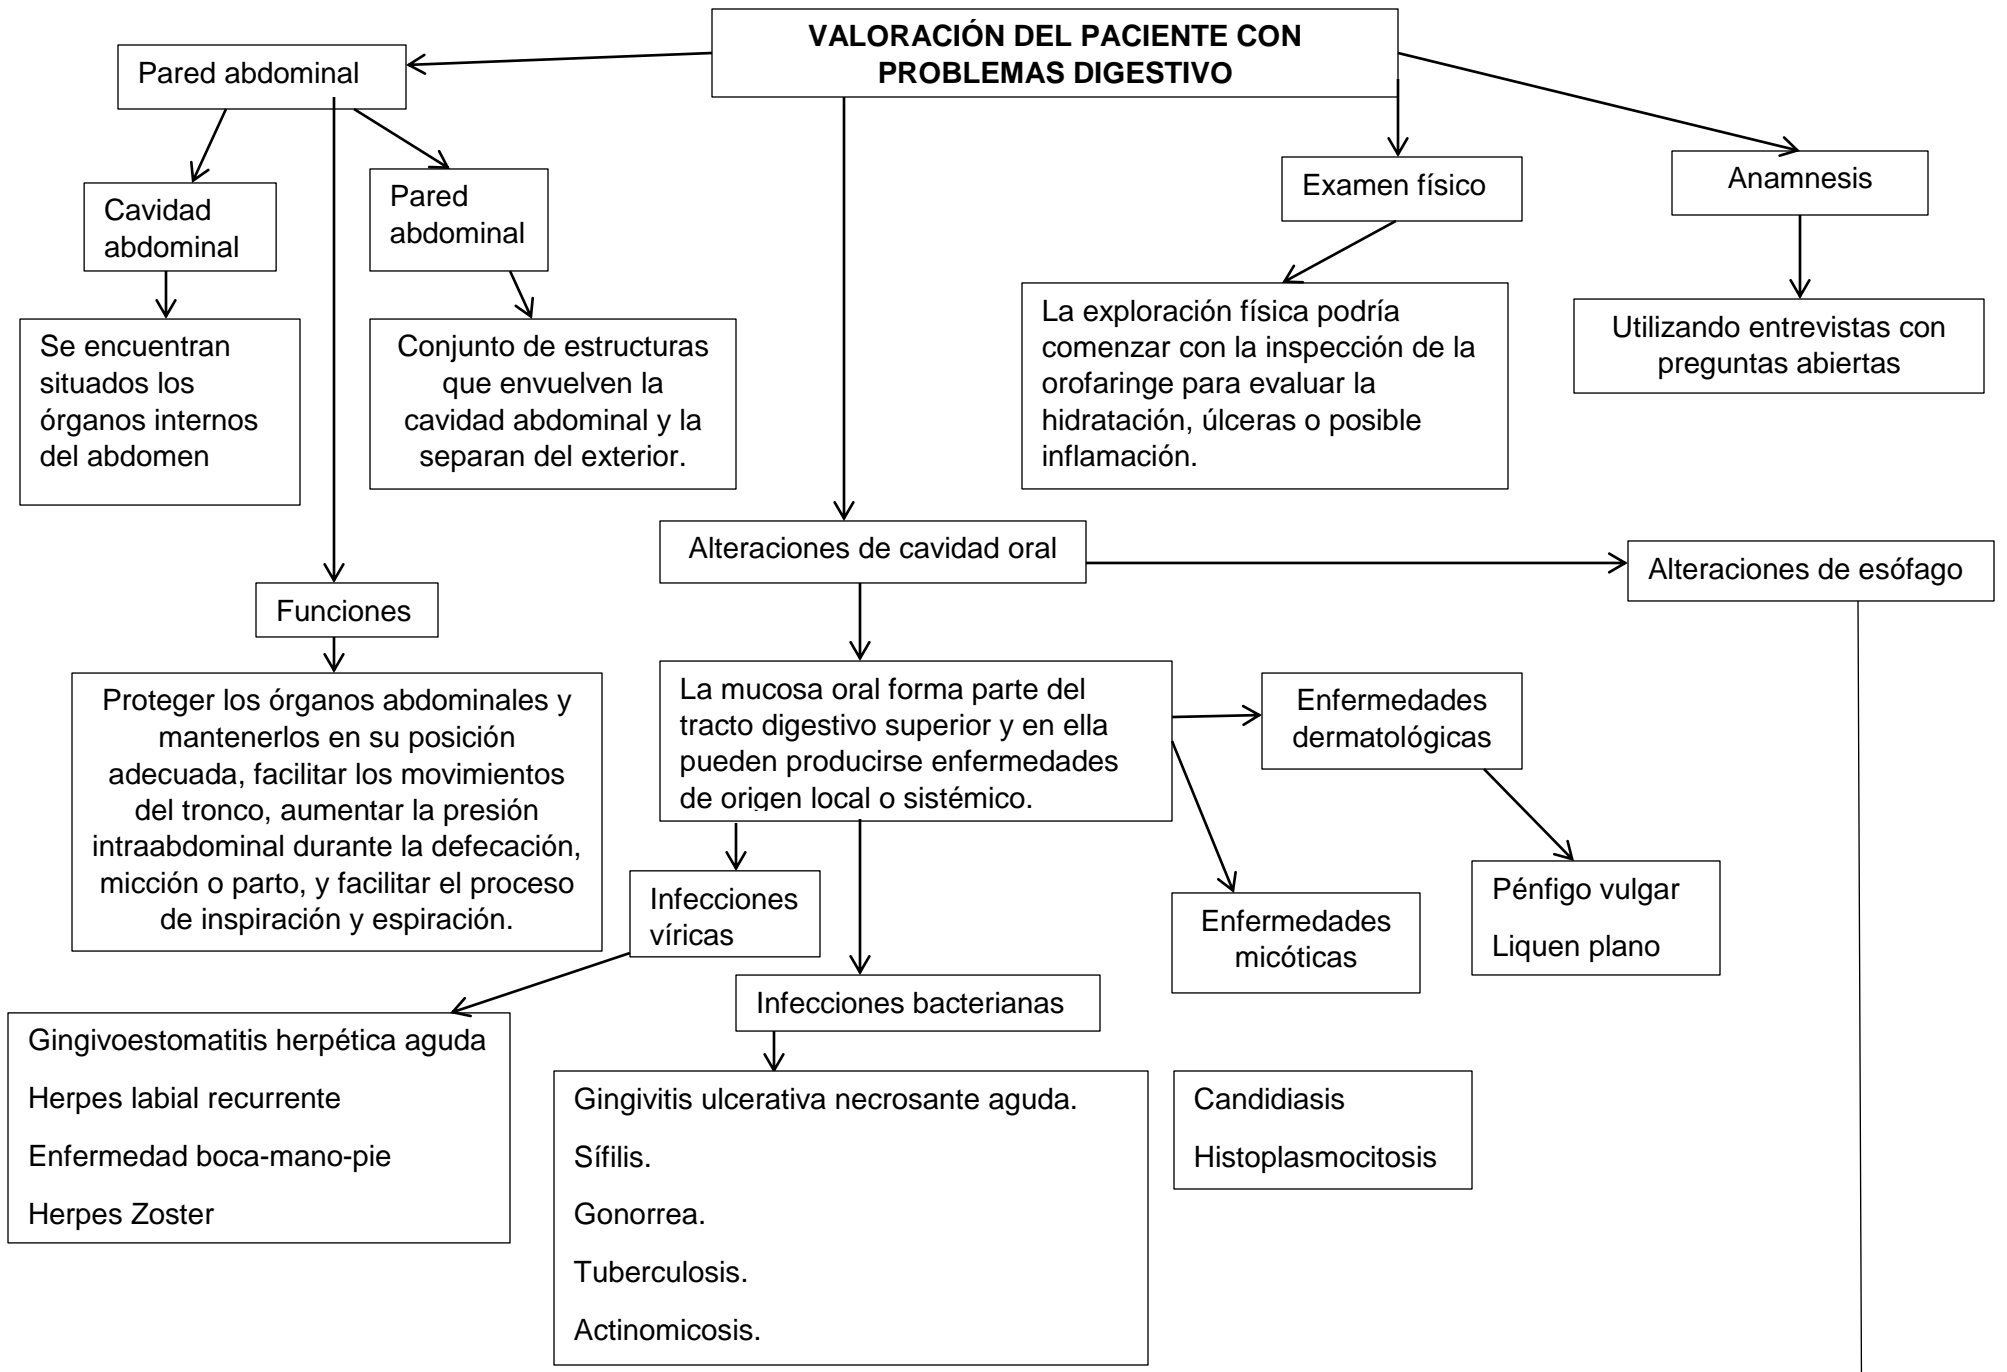 VALORACIÓN DEL PACIENTE CON
PROBLEMAS DIGESTIVO
Pared abdominal
Cavidad
abdominal
Se encuentran
situados los
órganos internos
del abdomen
Pared
abdominal
Conjunto de estructuras
que envuelven la
cavidad abdominal y la
separan del exterior.
Funciones
Proteger los órganos abdominales y
mantenerlos en su posición
adecuada, facilitar los movimientos
del tronco, aumentar la presión
intraabdominal durante la defecación,
micción o parto, y facilitar el proceso
de inspiración y espiración.
Examen físico
La exploración física podría
comenzar con la inspección de la
orofaringe para evaluar la
hidratación, úlceras o posible
inflamación.
Anamnesis
Utilizando entrevistas con
preguntas abiertas
Alteraciones de cavidad oral
Alteraciones de esófago
La mucosa oral forma parte del
tracto digestivo superior y en ella
pueden producirse enfermedades
de origen local o sistémico.
Enfermedades
dermatológicas
Pénfigo vulgar
Liquen plano
Infecciones
víricas
Gingivoestomatitis herpética aguda
Herpes labial recurrente
Enfermedad boca-mano-pie
Herpes Zoster
Infecciones bacterianas
Gingivitis ulcerativa necrosante aguda.
Sífilis.
Gonorrea.
Tuberculosis.
Actinomicosis.
Enfermedades
micóticas
Candidiasis
Histoplasmocitosis